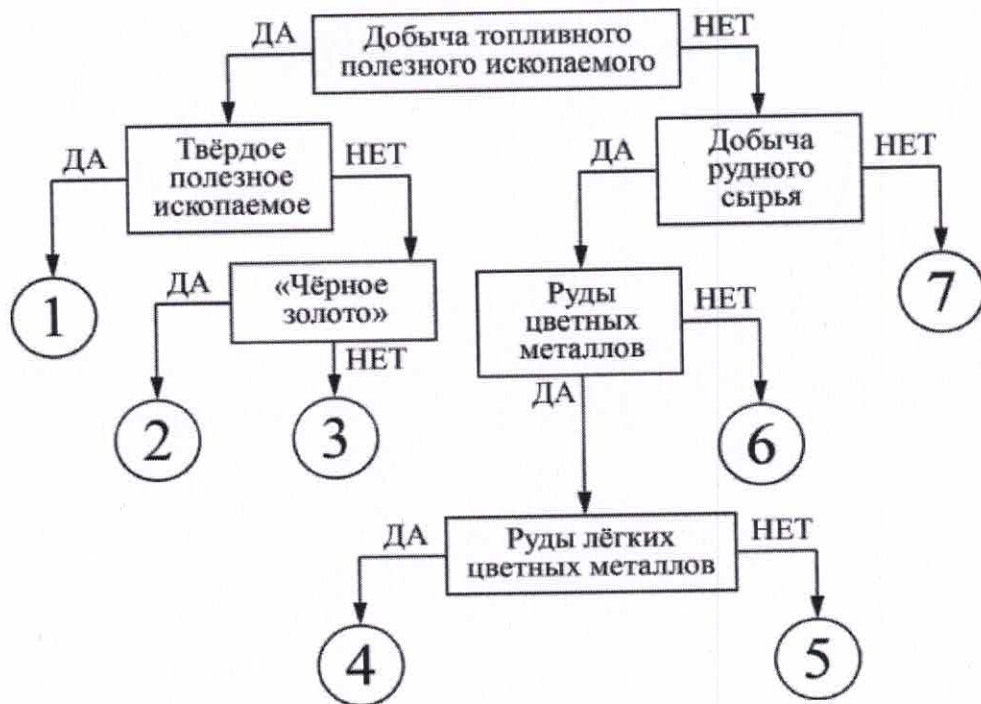 ДА
Добыча топливного
полезного ископаемого
НЕТ
ДА
Твёрдое
полезное
ископаемое
НЕТ
ДА
Добыча
рудного
сырья
НЕТ
1
ДА
«Чёрное
золото»
НЕТ
Руды
цветных
металлов
ДА
НЕТ
7
2
3
6
ДА
Руды лёгких
цветных металлов
НЕТ
4
5